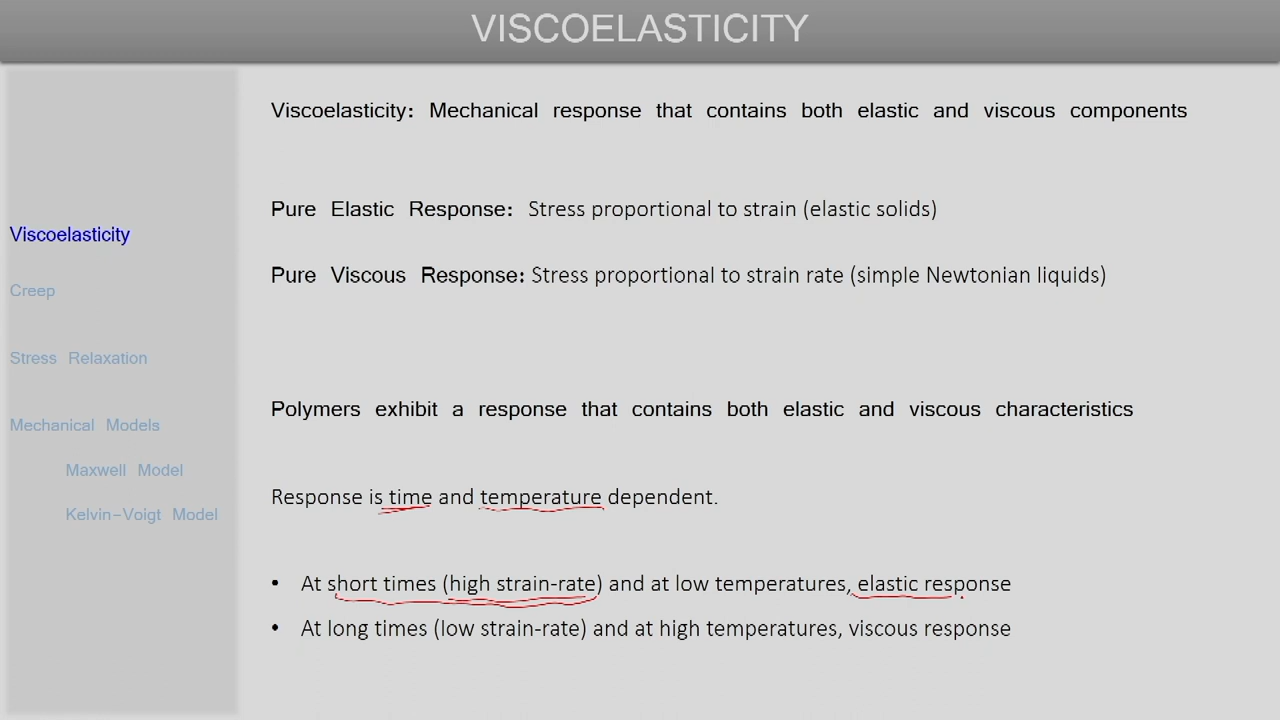 VISCOELASTICITY
Viscoelasticity
Creep
Stress Relaxation
Mechanical Models
Maxwell Model
Kelvin-Voigt Model
Viscoelasticity: Mechanical response that contains both elastic and viscous components
Pure Elastic Response: Stress proportional to strain (elastic solids)
Pure Viscous Response: Stress proportional to strain rate (simple Newtonian liquids)
Polymers exhibit a response that contains both elastic and viscous characteristics
Response is time and temperature dependent.
• At short times (high strain-rate) and at low temperatures, elastic response
• At long times (low strain-rate) and at high temperatures, viscous response